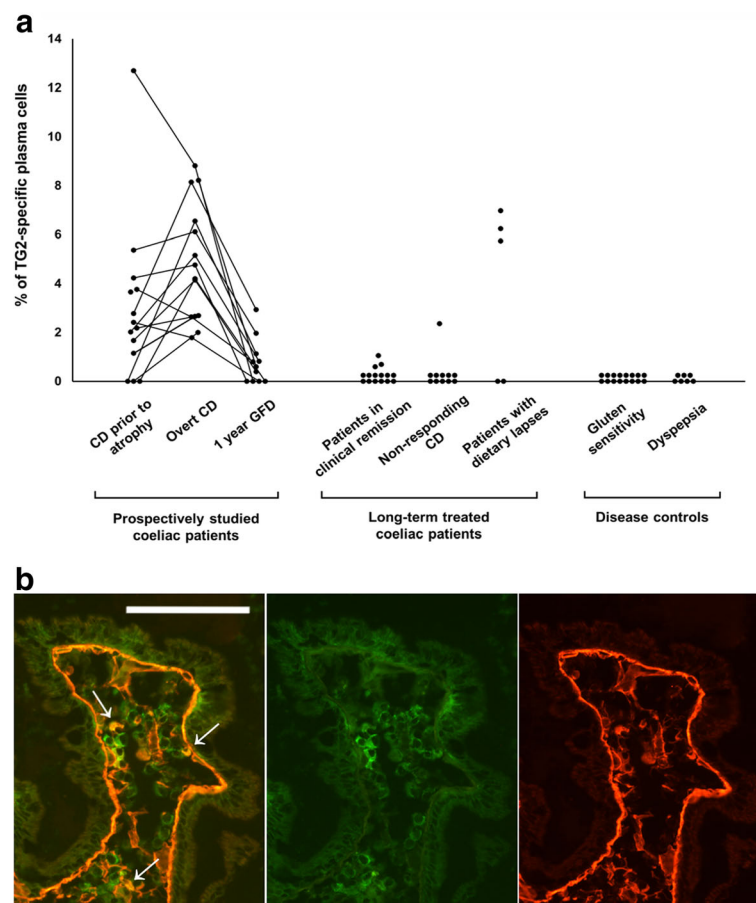 a
14
12
10
8
6
4
2
0
% of TG2-specific plasma cells
CD prior to
atrophy
Overt CD
1 year GFD
Patients in
clinical remission
Non-responding
CD
Patients with
dietary lapses
Gluten
sensitivity
Dyspepsia
Prospectively studied
coeliac patients
Long-term treated
coeliac patients
Disease controls
b